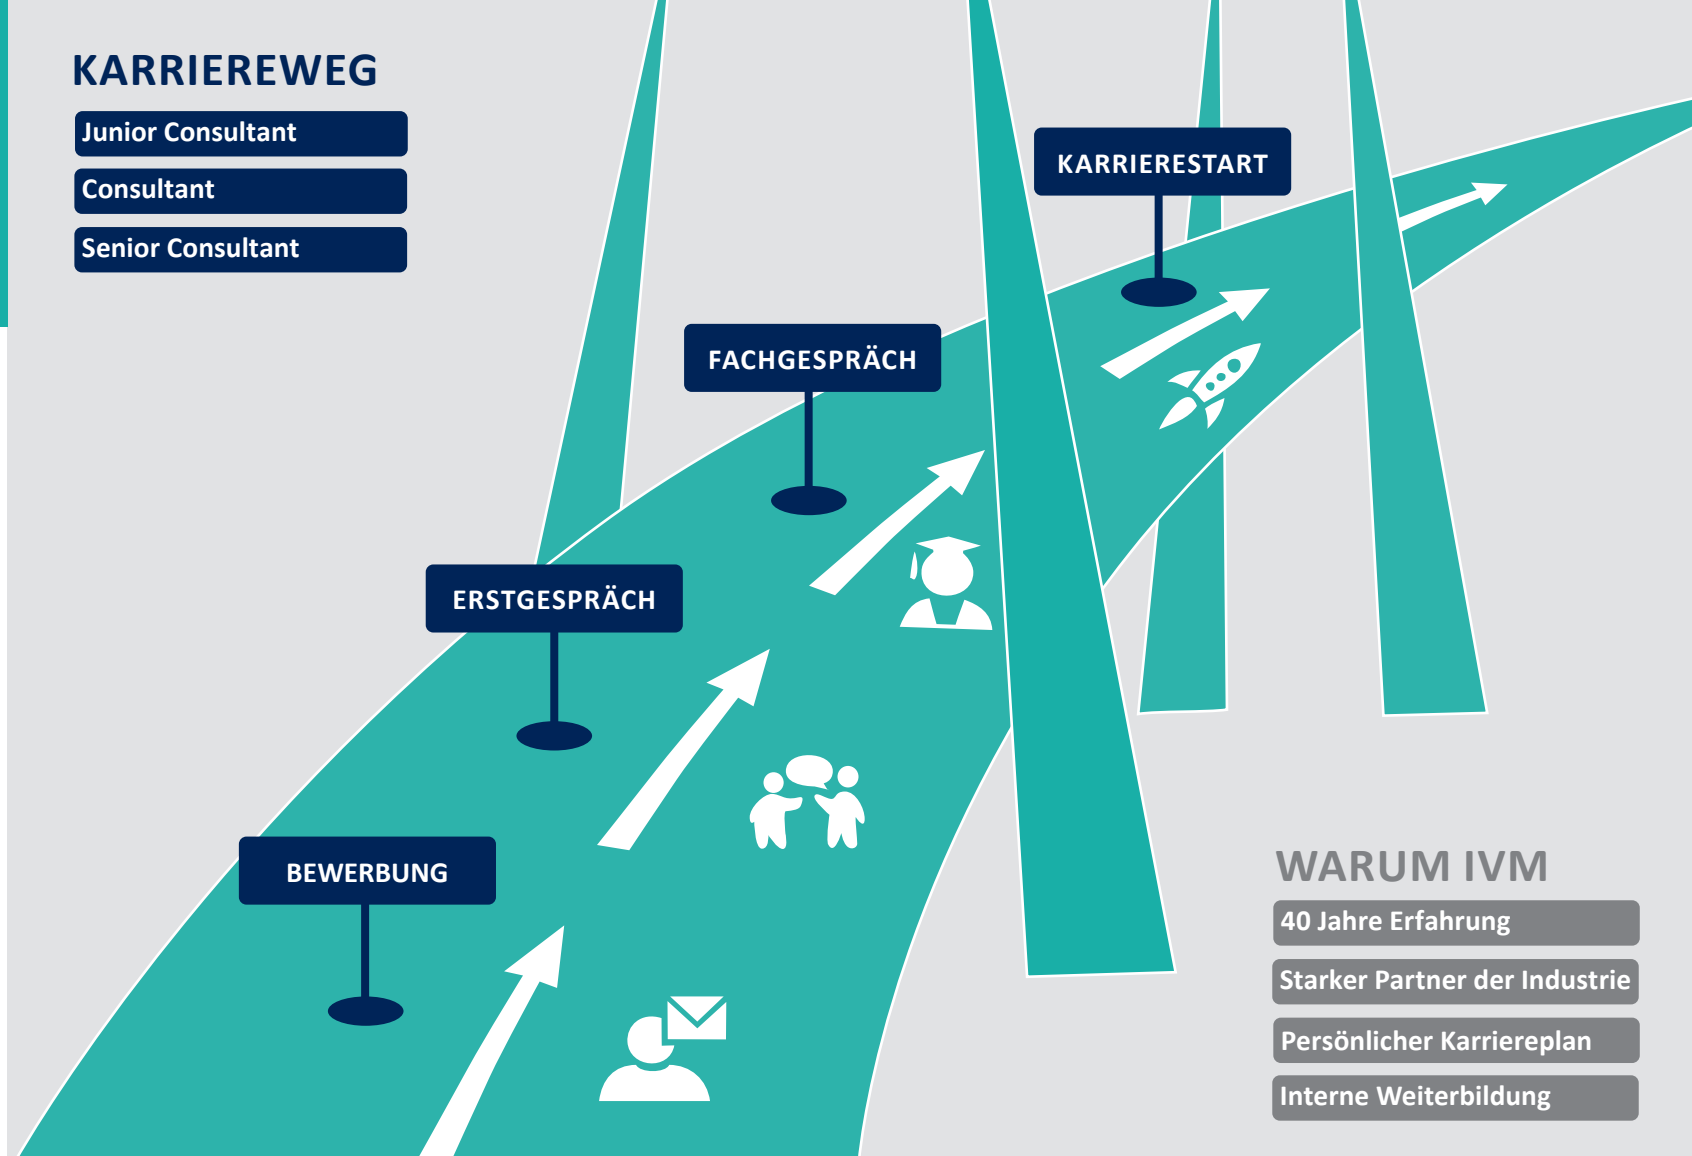 KARRIEREWEG
Junior Consultant
Consultant
Senior Consultant
KARRIERESTART
FACHGESPRÄCH
ERSTGESPRÄCH
BEWERBUNG
WARUM IVM
40 Jahre Erfahrung
Starker Partner der Industrie
Persönlicher Karriereplan
Interne Weiterbildung